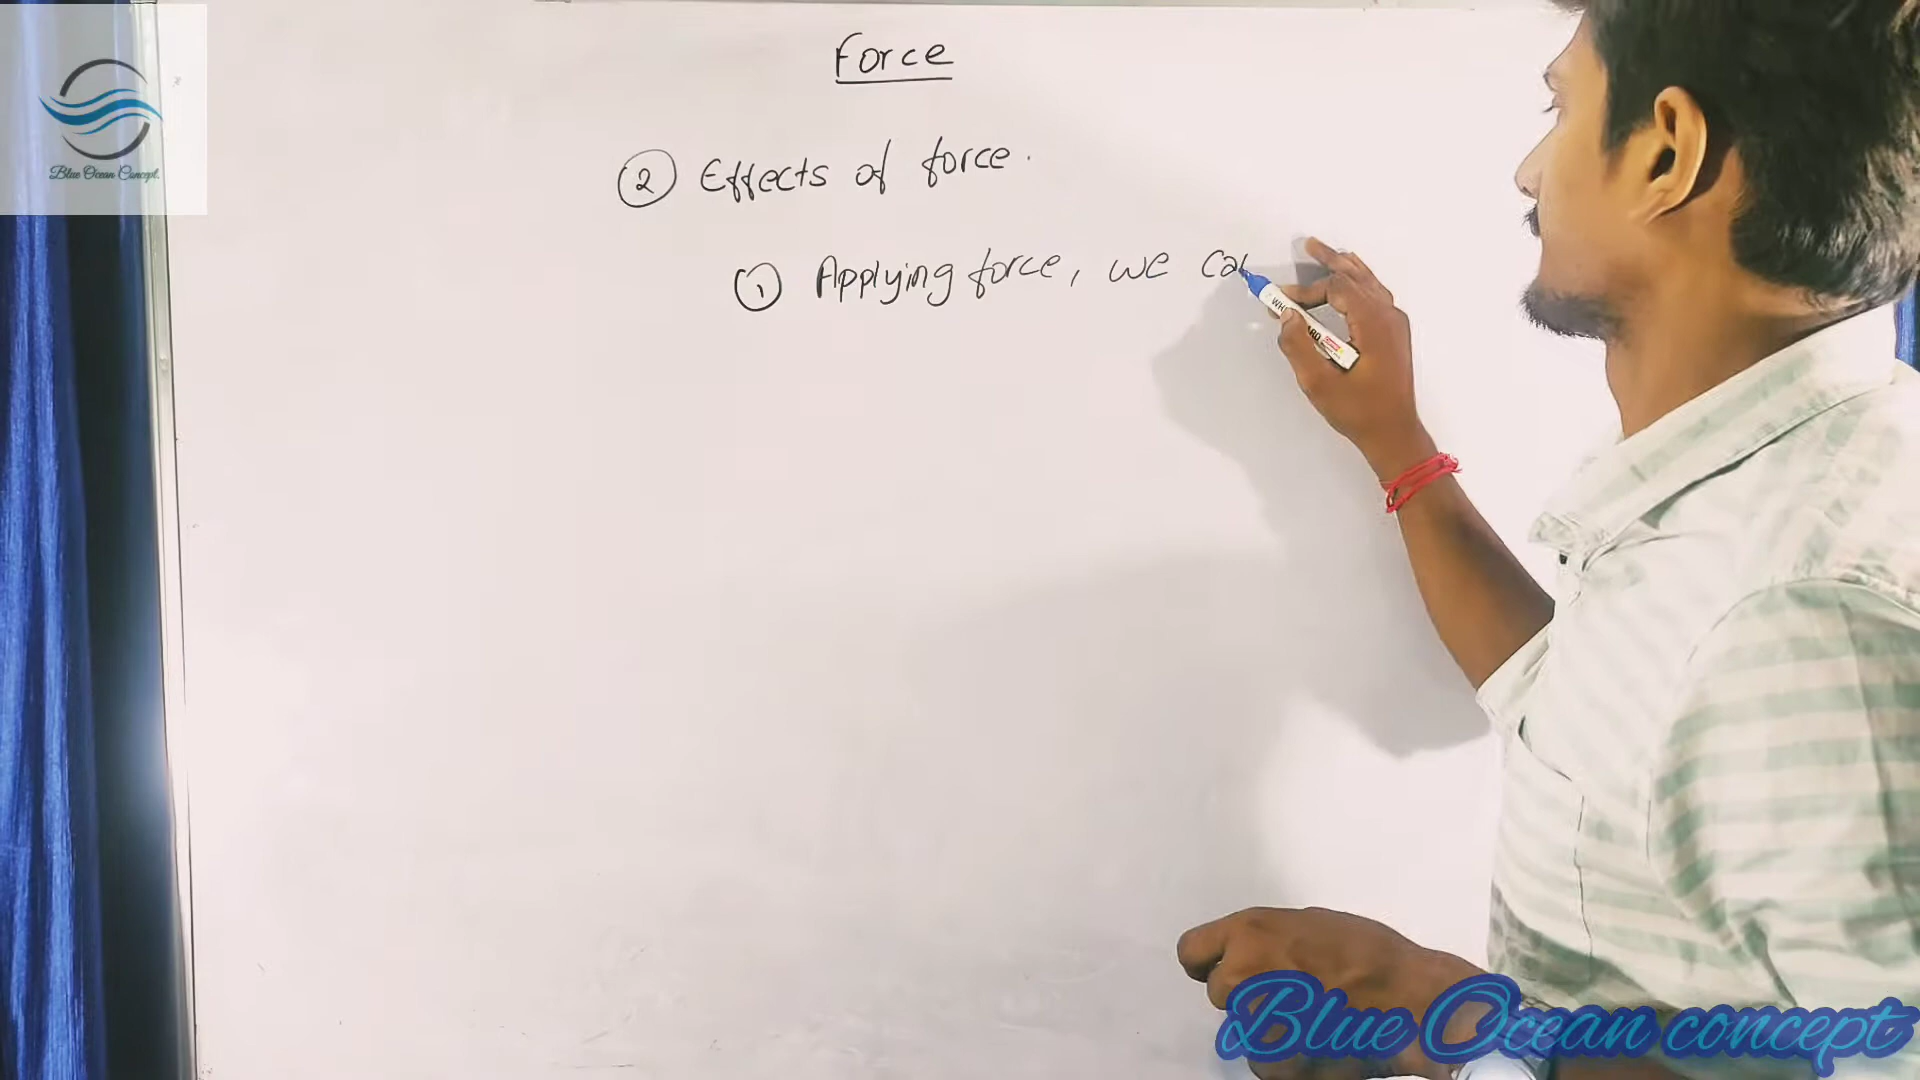 Force
② Effects of force.
① Applying force, we ca
Blue Ocean Concept.
Blue Ocean concept